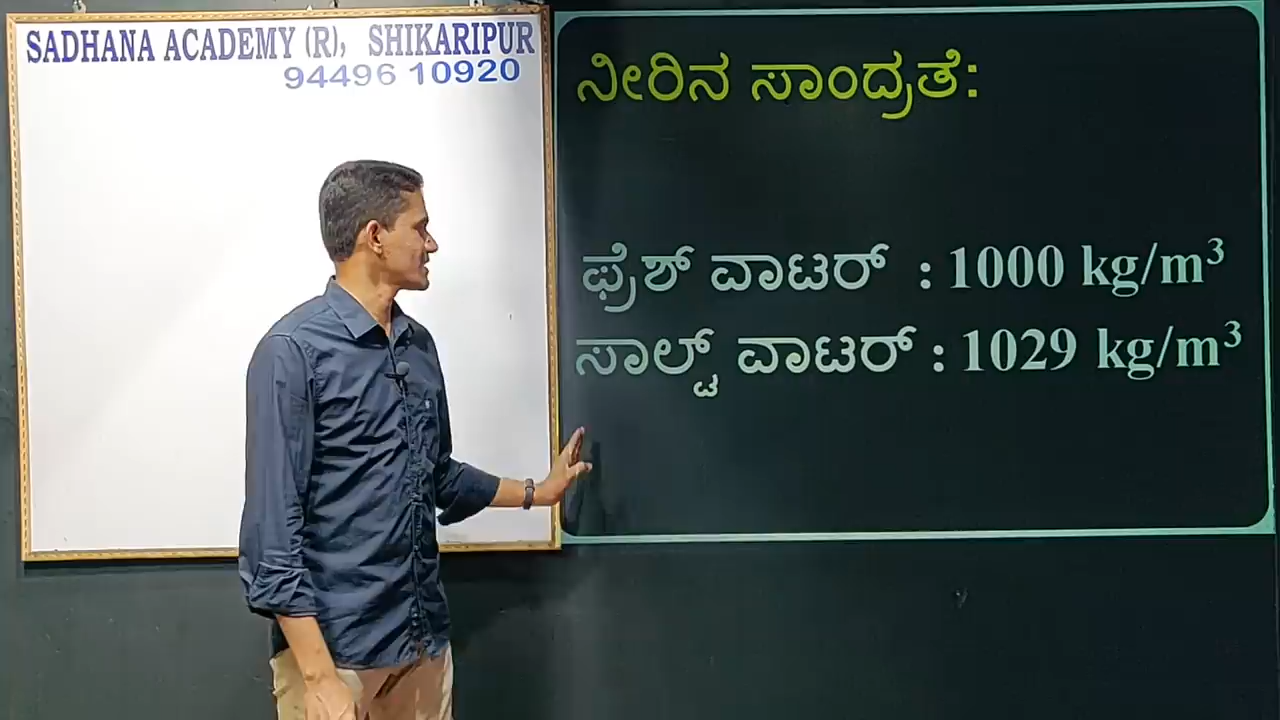 SADHANA ACADEMY (R), SHIKARIPUR
94496 10920
ನೀರಿನ ಸಾಂದ್ರತೆ:
ಫ್ರೆಶ್ ವಾಟರ್ : 1000 kg/m³
ಸಾಲ್ಟ್ ವಾಟರ್ : 1029 kg/m³